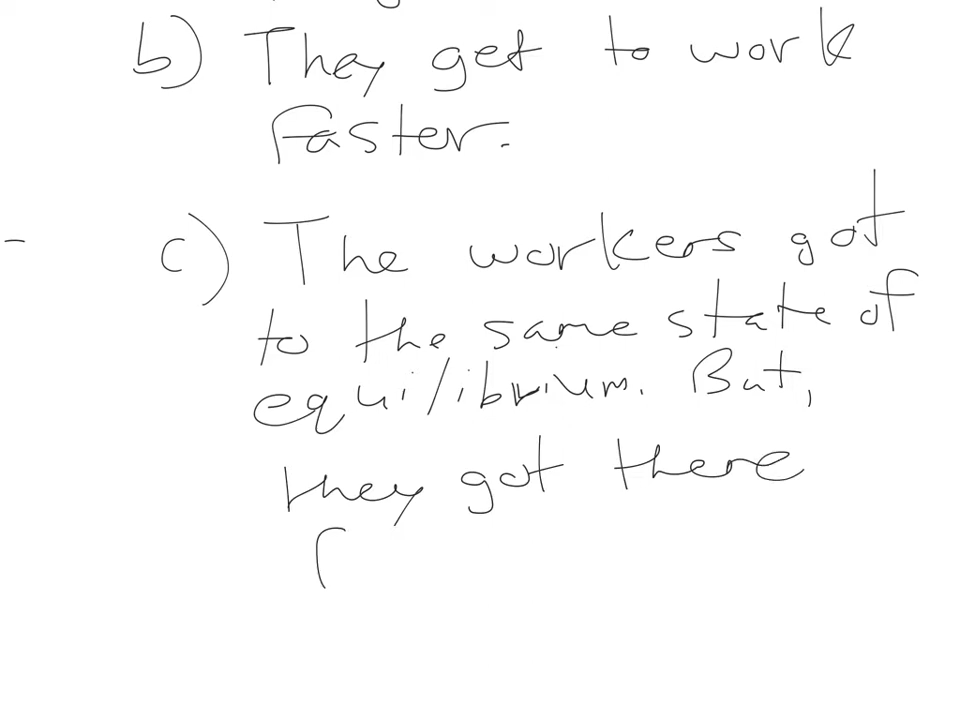 b) They get to work
faster.
c) The workers got
to the same state of
equilibrium. But,
they got there